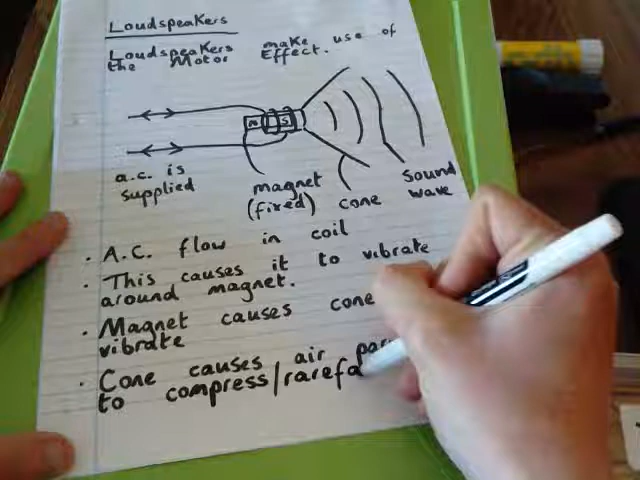 Loudspeakers
Loudspeakers make use of
the Motor Effect.
N S
a.c. is
supplied
magnet
(fixed)
cone
sound
wave
. A.C. flow in coil
. This causes it to vibrate
around magnet.
. Magnet causes cone
vibrate
. Cone causes air
to compress/rarefa